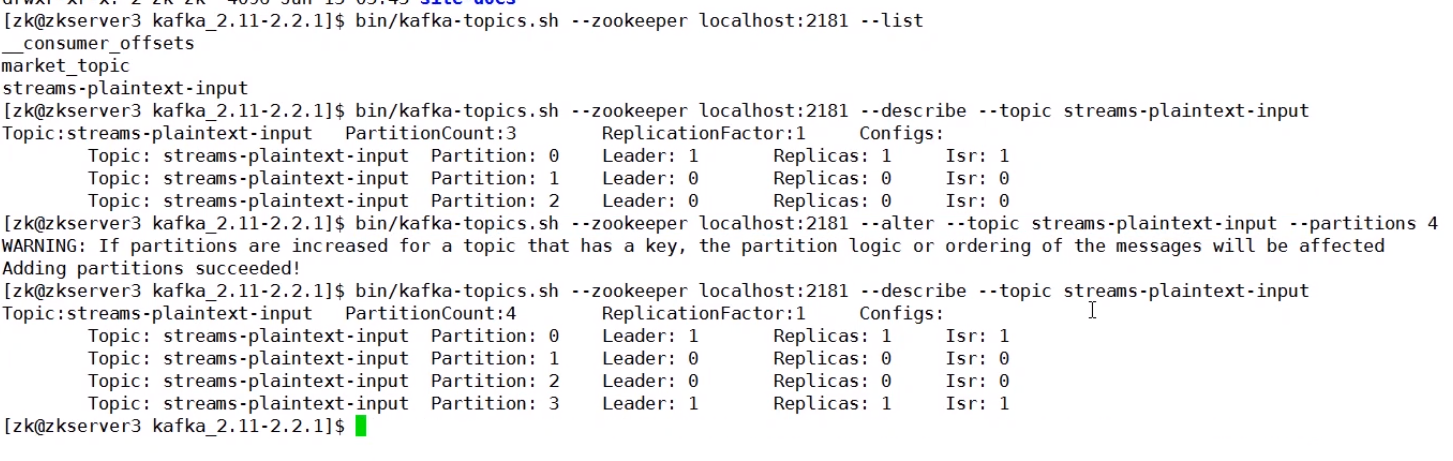 [zk@zkserver3 kafka_2.11-2.2.1]$ bin/kafka-topics.sh --zookeeper localhost:2181 --list
__consumer_offsets
market_topic
streams-plaintext-input
[zk@zkserver3 kafka_2.11-2.2.1]$ bin/kafka-topics.sh --zookeeper localhost:2181 --describe --topic streams-plaintext-input
Topic:streams-plaintext-input PartitionCount:3 ReplicationFactor:1 Configs:
Topic: streams-plaintext-input Partition: 0 Leader: 1 Replicas: 1 Isr: 1
Topic: streams-plaintext-input Partition: 1 Leader: 0 Replicas: 0 Isr: 0
Topic: streams-plaintext-input Partition: 2 Leader: 0 Replicas: 0 Isr: 0
[zk@zkserver3 kafka_2.11-2.2.1]$ bin/kafka-topics.sh --zookeeper localhost:2181 --alter --topic streams-plaintext-input --partitions 4
WARNING: If partitions are increased for a topic that has a key, the partition logic or ordering of the messages will be affected
Adding partitions succeeded!
[zk@zkserver3 kafka_2.11-2.2.1]$ bin/kafka-topics.sh --zookeeper localhost:2181 --describe --topic streams-plaintext-input
Topic:streams-plaintext-input PartitionCount:4 ReplicationFactor:1 Configs:
Topic: streams-plaintext-input Partition: 0 Leader: 1 Replicas: 1 Isr: 1
Topic: streams-plaintext-input Partition: 1 Leader: 0 Replicas: 0 Isr: 0
Topic: streams-plaintext-input Partition: 2 Leader: 0 Replicas: 0 Isr: 0
Topic: streams-plaintext-input Partition: 3 Leader: 1 Replicas: 1 Isr: 1
[zk@zkserver3 kafka_2.11-2.2.1]$